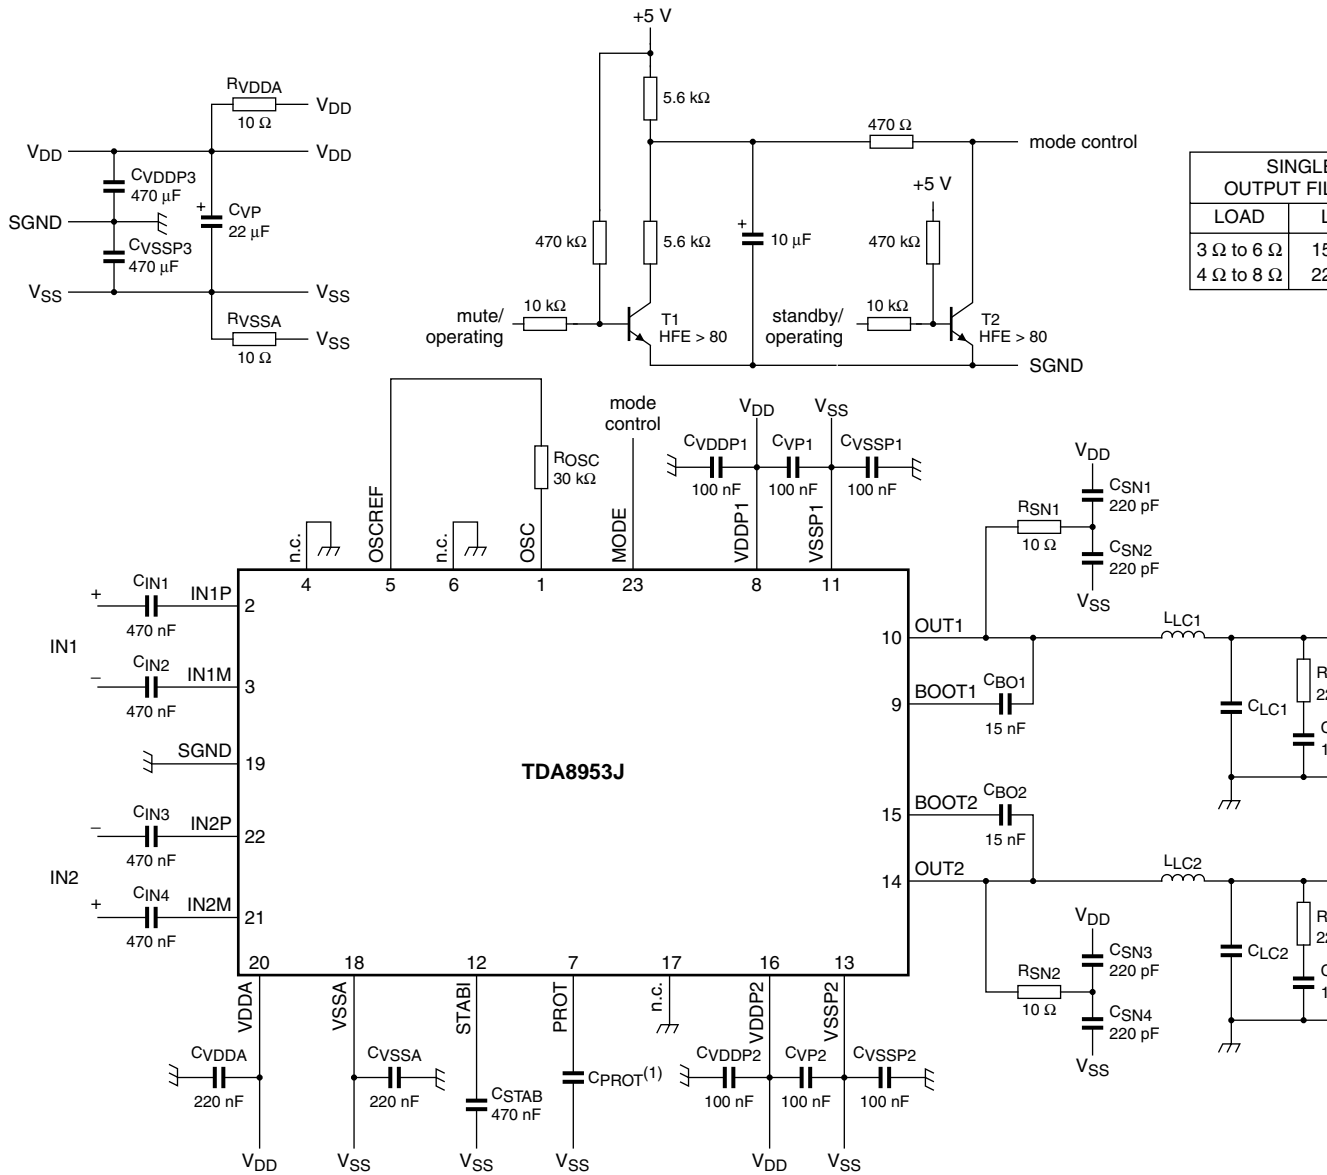 +5 V
RVDDA
10 Ω
VDD
5.6 kΩ
470 Ω
mode control
VDD
VDD
CVDDP3
470 μF
SGND
+
CVP
22 μF
CVSSP3
470 μF
VSS
VSS
RVSSA
10 Ω
VSS
470 kΩ
5.6 kΩ
+
10 μF
+5 V
470 kΩ
mute/
operating
10 kΩ
T1
HFE > 80
standby/
operating
10 kΩ
T2
HFE > 80
SGND
SINGLE
OUTPUT FIL
LOAD
L
3 Ω to 6 Ω
15
4 Ω to 8 Ω
22
mode
control
VDD
VSS
ROSC
30 kΩ
CVDDP1
100 nF
CVP1
100 nF
CVSSP1
100 nF
n.c.
OSCREF
n.c.
OSC
MODE
VDDP1
VSSP1
4
5
6
1
23
8
11
VDD
CSN1
220 pF
RSN1
10 Ω
CSN2
220 pF
VSS
IN1
+
CIN1
470 nF
IN1P
2
–
CIN2
470 nF
IN1M
3
SGND
19
IN2
–
CIN3
470 nF
IN2P
22
+
CIN4
470 nF
IN2M
21
TDA8953J
10
OUT1
LLC1
9
BOOT1
CBO1
15 nF
CLC1
R
22
C
1
15
BOOT2
CBO2
15 nF
14
OUT2
LLC2
VDD
CSN3
220 pF
RSN2
10 Ω
CSN4
220 pF
VSS
CLC2
R
22
C
1
20
18
12
7
17
16
13
VDDA
VSSA
STABI
PROT
n.c.
VDDP2
VSSP2
CVDDA
220 nF
CVSSA
220 nF
CSTAB
470 nF
CPROT(1)
CVDDP2
100 nF
CVP2
100 nF
CVSSP2
100 nF
VDD
VSS
VSS
VSS
VDD
VSS